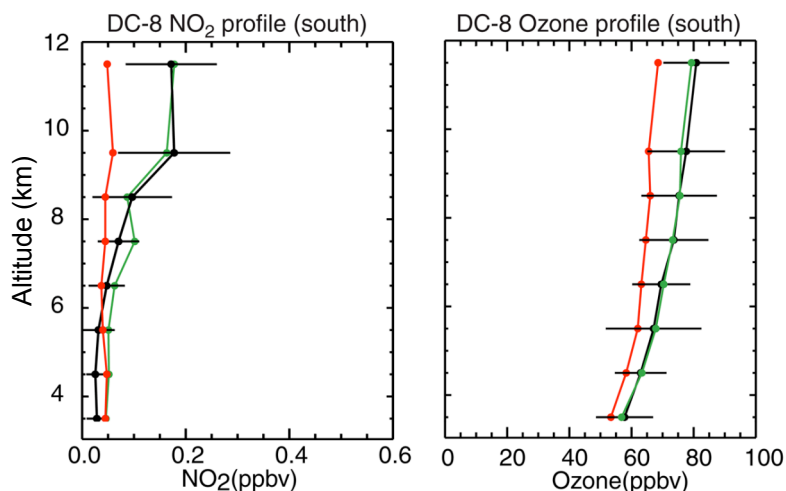 DC-8 NO2 profile (south)
DC-8 Ozone profile (south)
12
10
8
6
4
Altitude (km)
0.0 0.2 0.4 0.6
NO2(ppbv)
0 20 40 60 80 100
Ozone(ppbv)